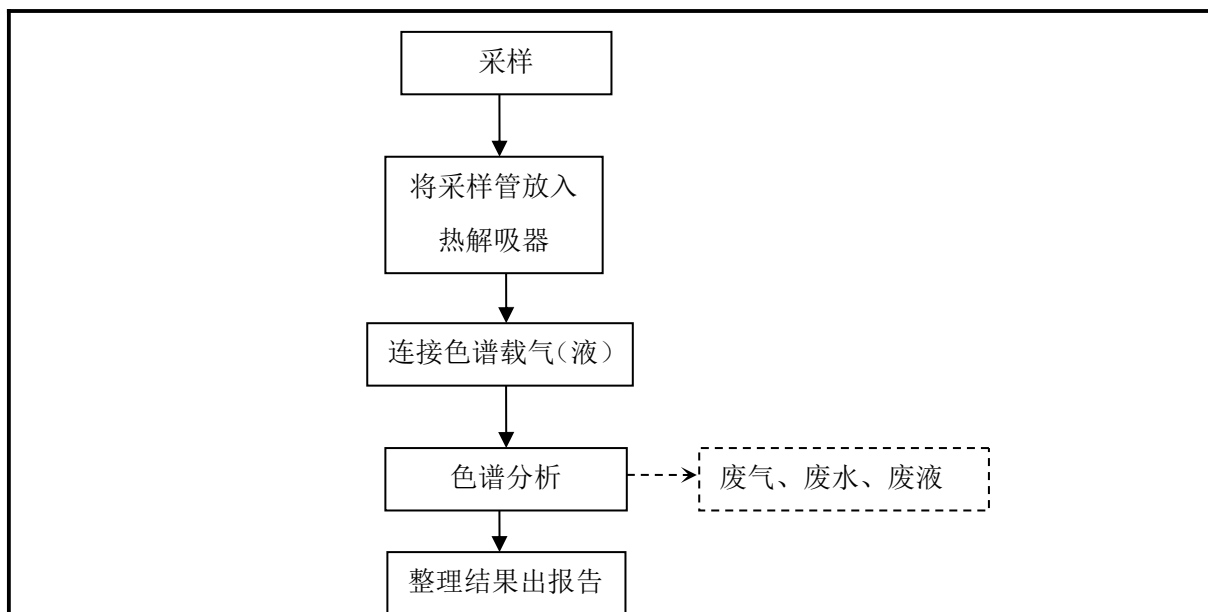 采样
将采样管放入
热解吸器
连接色谱载气（液）
色谱分析
废气、废水、废液
整理结果出报告